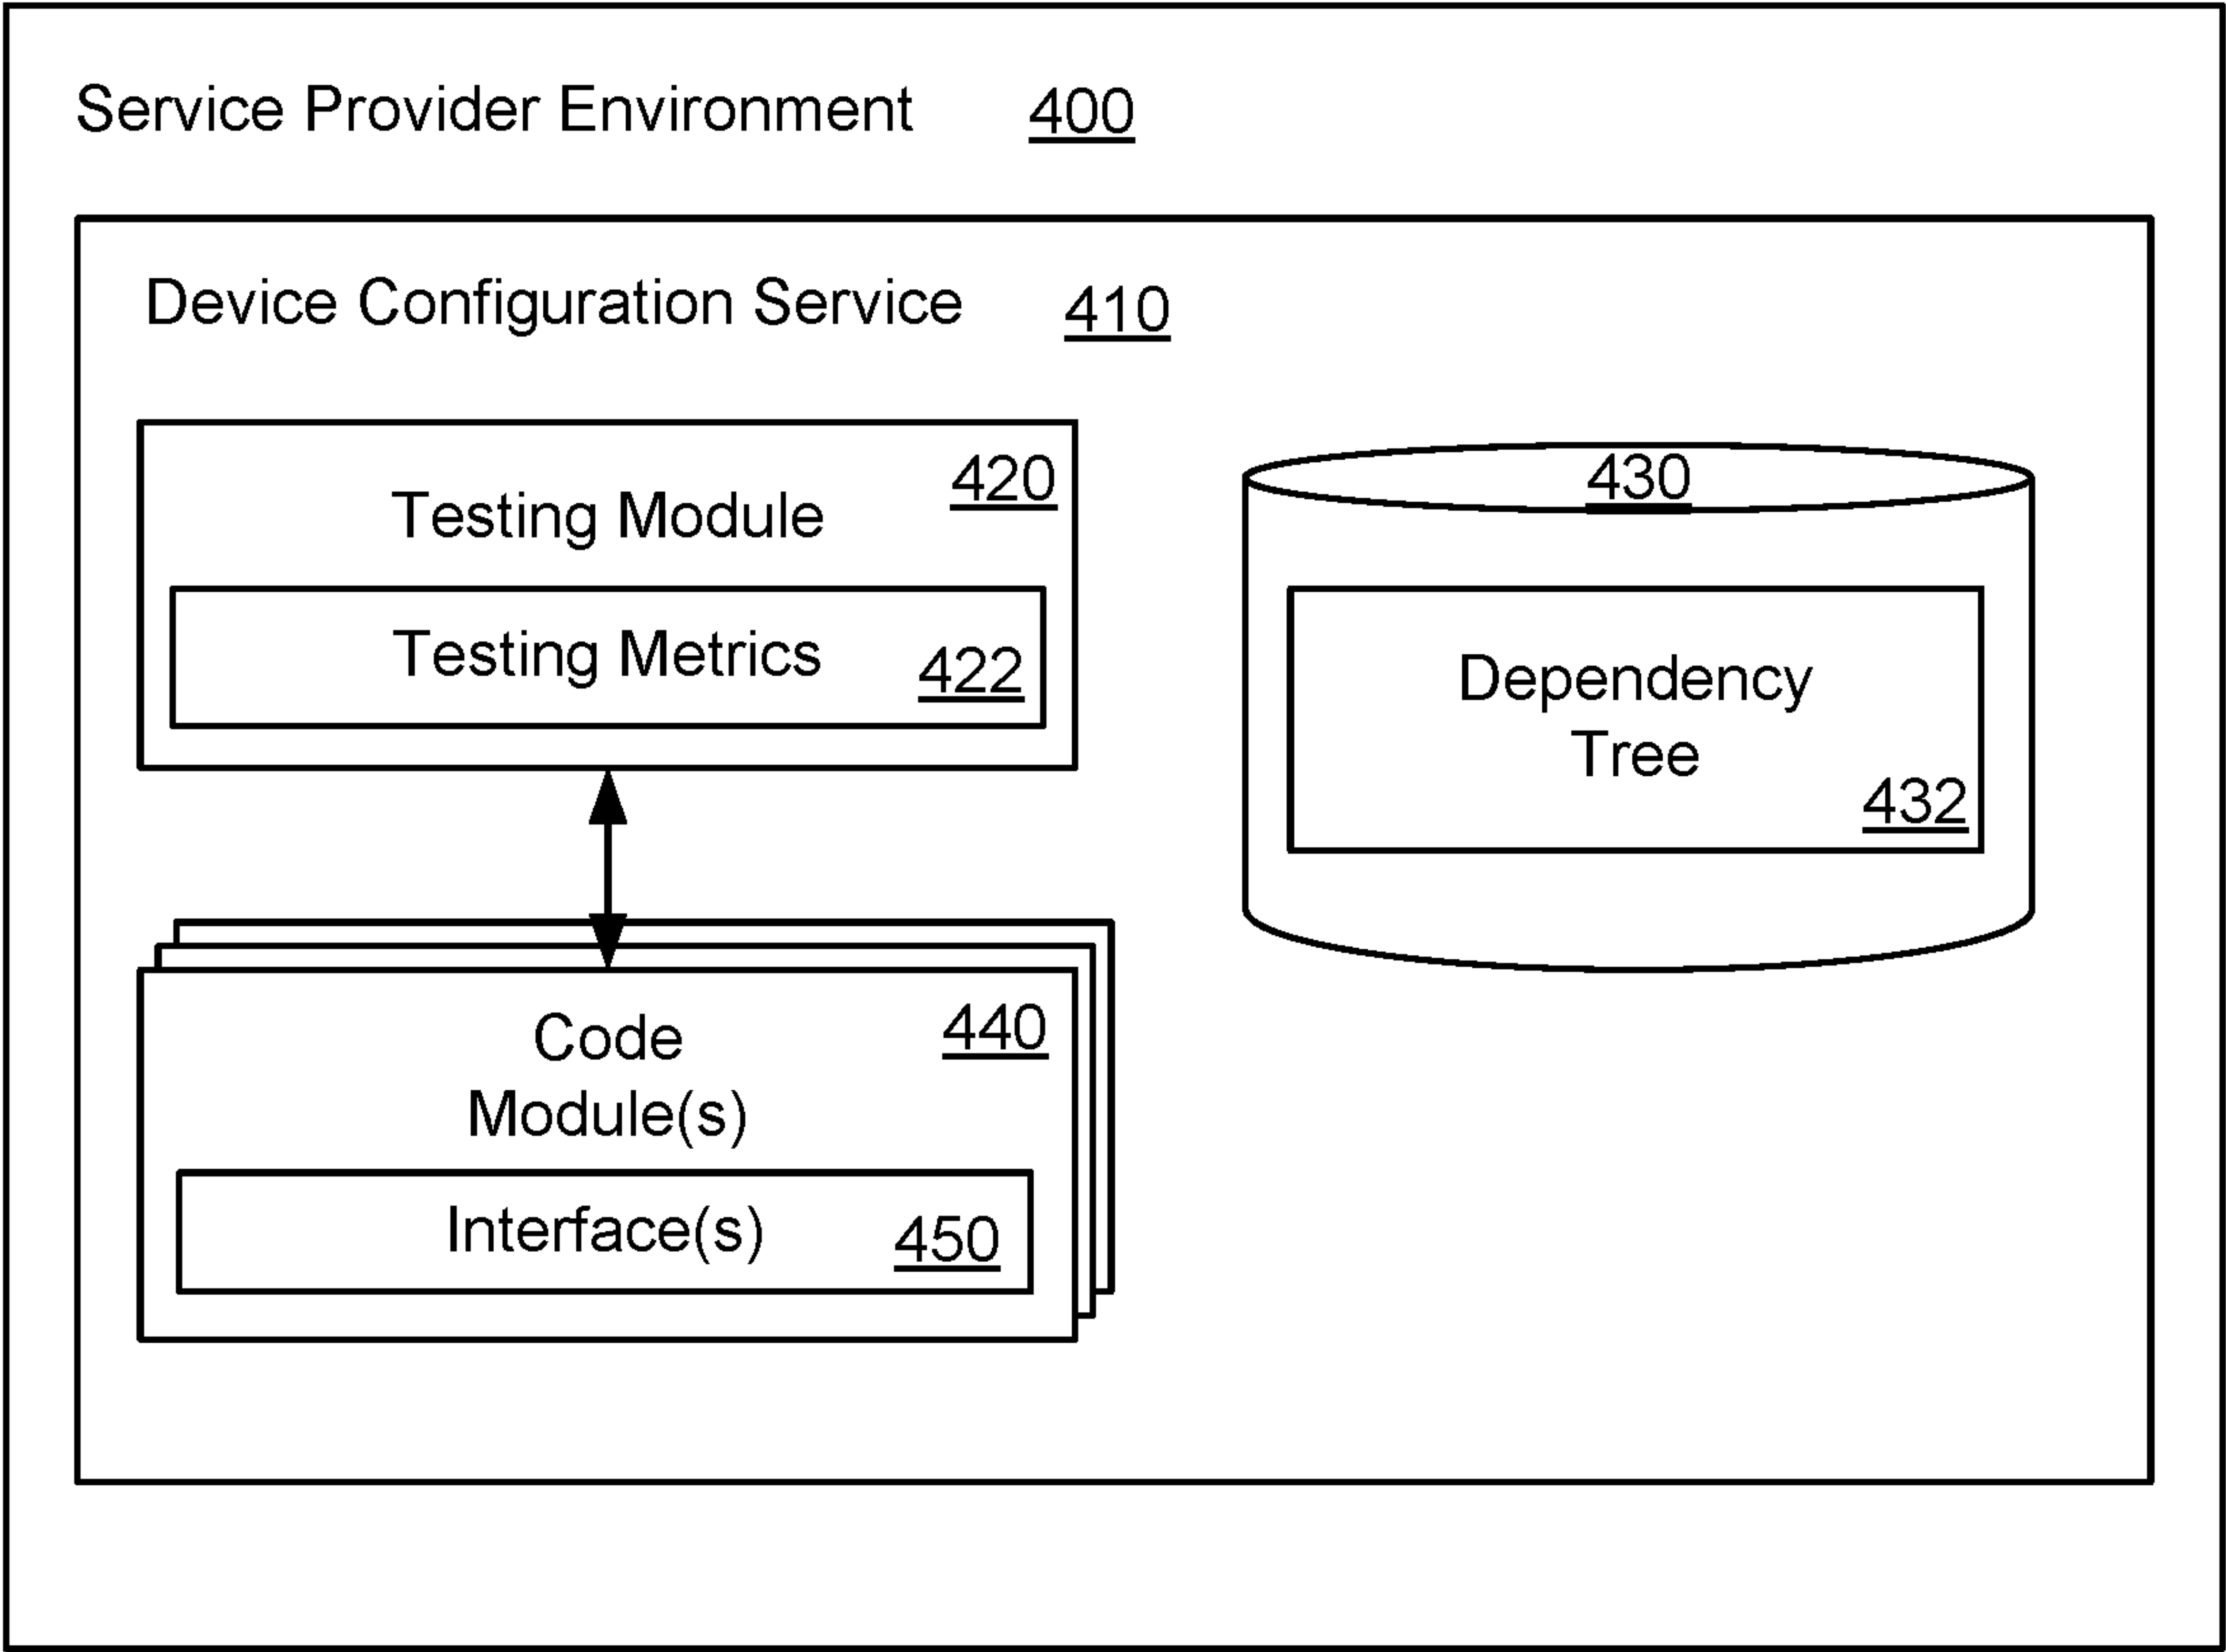 Service Provider Environment 400
Device Configuration Service 410
420
Testing Module
Testing Metrics 422
430
Dependency
Tree
432
Code 440
Module(s)
Interface(s) 450